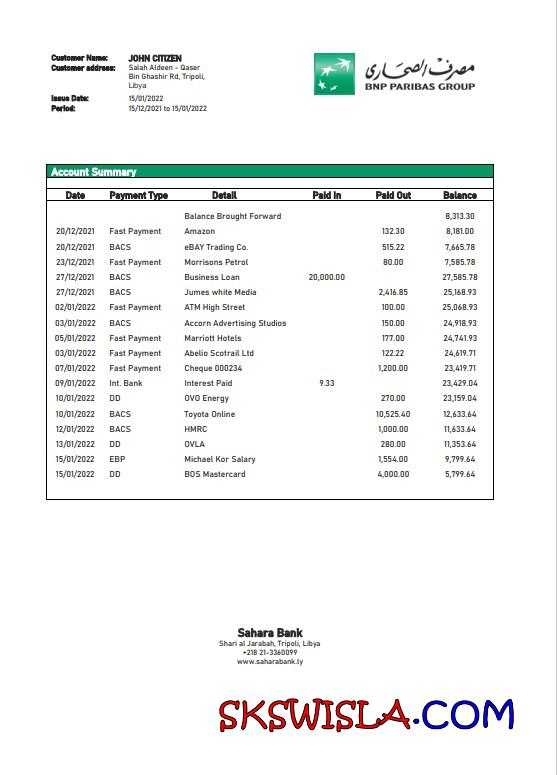 Customer Name: JOHN CITIZEN
Customer address: Salah Aldeen - Qaser
Bin Ghashir Rd, Tripoli,
Libya
Issue Date: 15/01/2022
Period: 15/12/2021 to 15/01/2022
مصرف الصحارى
BNP PARIBAS GROUP
Account Summary
Date Payment Type Detail Paid In Paid Out Balance
Balance Brought Forward 8,313.30
20/12/2021 Fast Payment Amazon 132.30 8,181.00
20/12/2021 BACS eBAY Trading Co. 515.22 7,665.78
23/12/2021 Fast Payment Morrisons Petrol 80.00 7,585.78
27/12/2021 BACS Business Loan 20,000.00 27,585.78
27/12/2021 BACS Jumes white Media 2,416.85 25,168.93
02/01/2022 Fast Payment ATM High Street 100.00 25,068.93
03/01/2022 BACS Accorn Advertising Studios 150.00 24,918.93
05/01/2022 Fast Payment Marriott Hotels 177.00 24,741.93
03/01/2022 Fast Payment Abelio Scotrail Ltd 122.22 24,619.71
07/01/2022 Fast Payment Cheque 000234 1,200.00 23,419.71
09/01/2022 Int. Bank Interest Paid 9.33 23,429.04
10/01/2022 DD OVO Energy 270.00 23,159.04
10/01/2022 BACS Toyota Online 10,525.40 12,633.64
12/01/2022 BACS HMRC 1,000.00 11,633.64
13/01/2022 DD OVLA 280.00 11,353.64
15/01/2022 EBP Michael Kor Salary 1,554.00 9,799.64
15/01/2022 DD BOS Mastercard 4,000.00 5,799.64
Sahara Bank
Shari al Jarabah, Tripoli, Libya
+218 21-3360099
www.saharabank.ly
SKSWISLA.COM